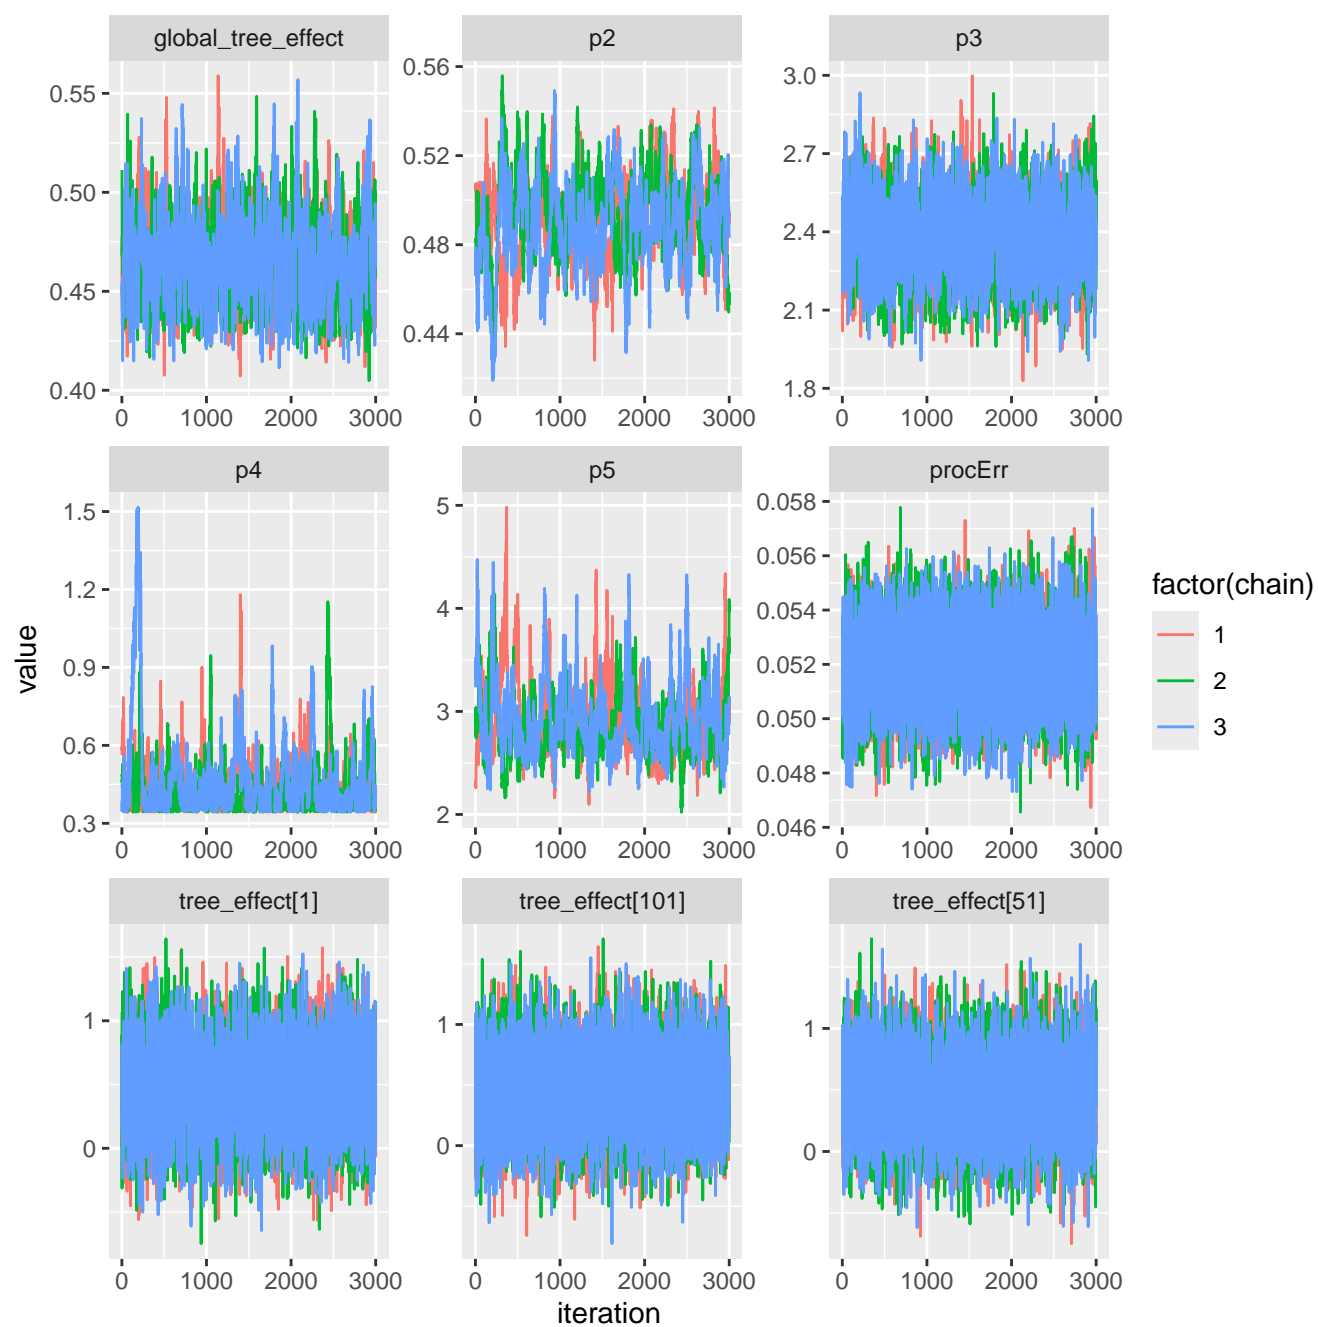 global_tree_effect
p2
p3
0.55
0.50
0.45
0.40
0.56
0.52
0.48
0.44
3.0
2.7
2.4
2.1
1.8
0 1000 2000 3000
0 1000 2000 3000
0 1000 2000 3000
p4
p5
procErr
1.5
1.2
0.9
0.6
0.3
5
4
3
2
0.058
0.056
0.054
0.052
0.050
0.048
0.046
0 1000 2000 3000
0 1000 2000 3000
0 1000 2000 3000
tree_effect[1]
tree_effect[101]
tree_effect[51]
1
0
1
0
1
0
0 1000 2000 3000
0 1000 2000 3000
0 1000 2000 3000
value
iteration
factor(chain)
1
2
3